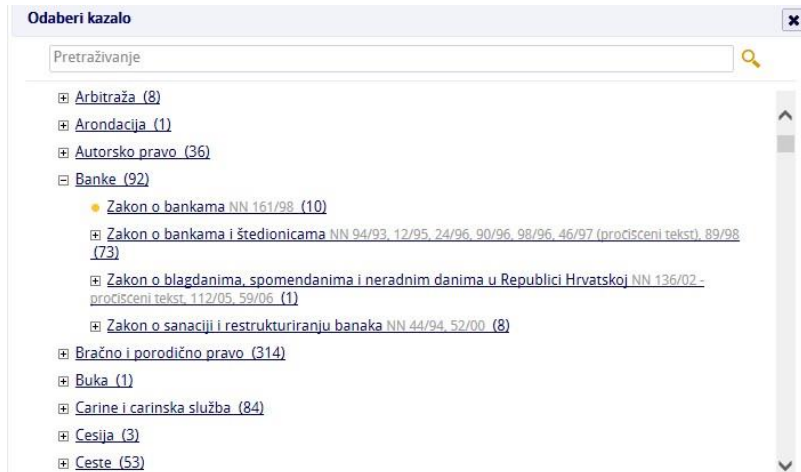 Odaberi kazalo
Pretraživanje
Arbitraža (8)
Arondacija (1)
Autorsko pravo (36)
Banke (92)
Zakon o bankama NN 161/98 (10)
Zakon o bankama i štedionicama NN 94/93, 12/95, 24/96, 90/96, 98/96, 46/97 (pročišceni tekst), 89/98
(73)
Zakon o blagdanima, spomendanima i neradnim danima u Republici Hrvatskoj NN 136/02 -
pročišceni tekst, 112/05, 59/06 (1)
Zakon o sanaciji i restrukturiranju banaka NN 44/94, 52/00 (8)
Bračno i porodično pravo (314)
Buka (1)
Carine i carinska služba (84)
Cesija (3)
Ceste (53)